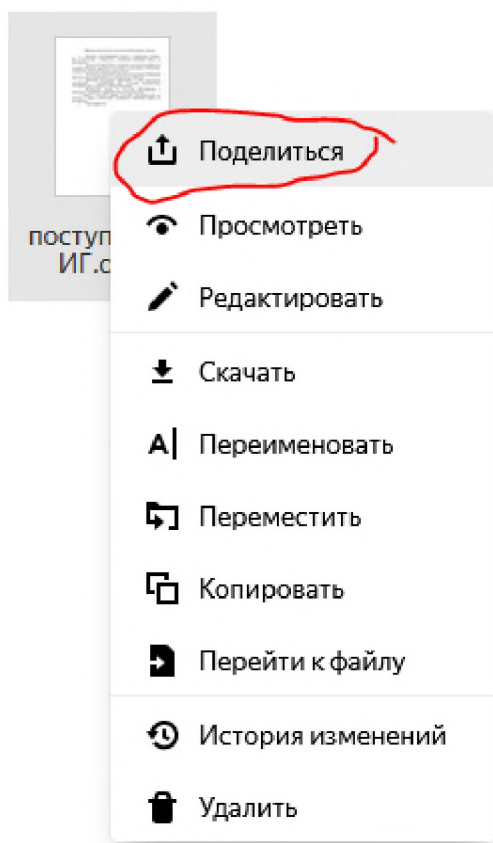 Поделиться
поступ
ИГ.с
Просмотреть
Редактировать
Скачать
Переименовать
Переместить
Копировать
Перейти к файлу
История изменений
Удалить